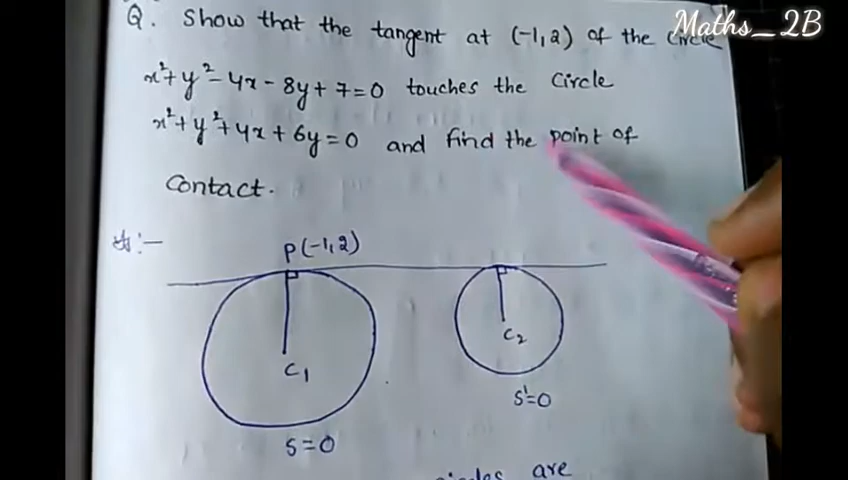 Maths_2B
Q. Show that the tangent at (-1,2) of the circle
x²+y²-4x-8y+7=0 touches the circle
x²+y²+4x+6y=0 and find the point of
Contact.
P(-1,2)
C₁
C₂
S'=0
S=0
circles are